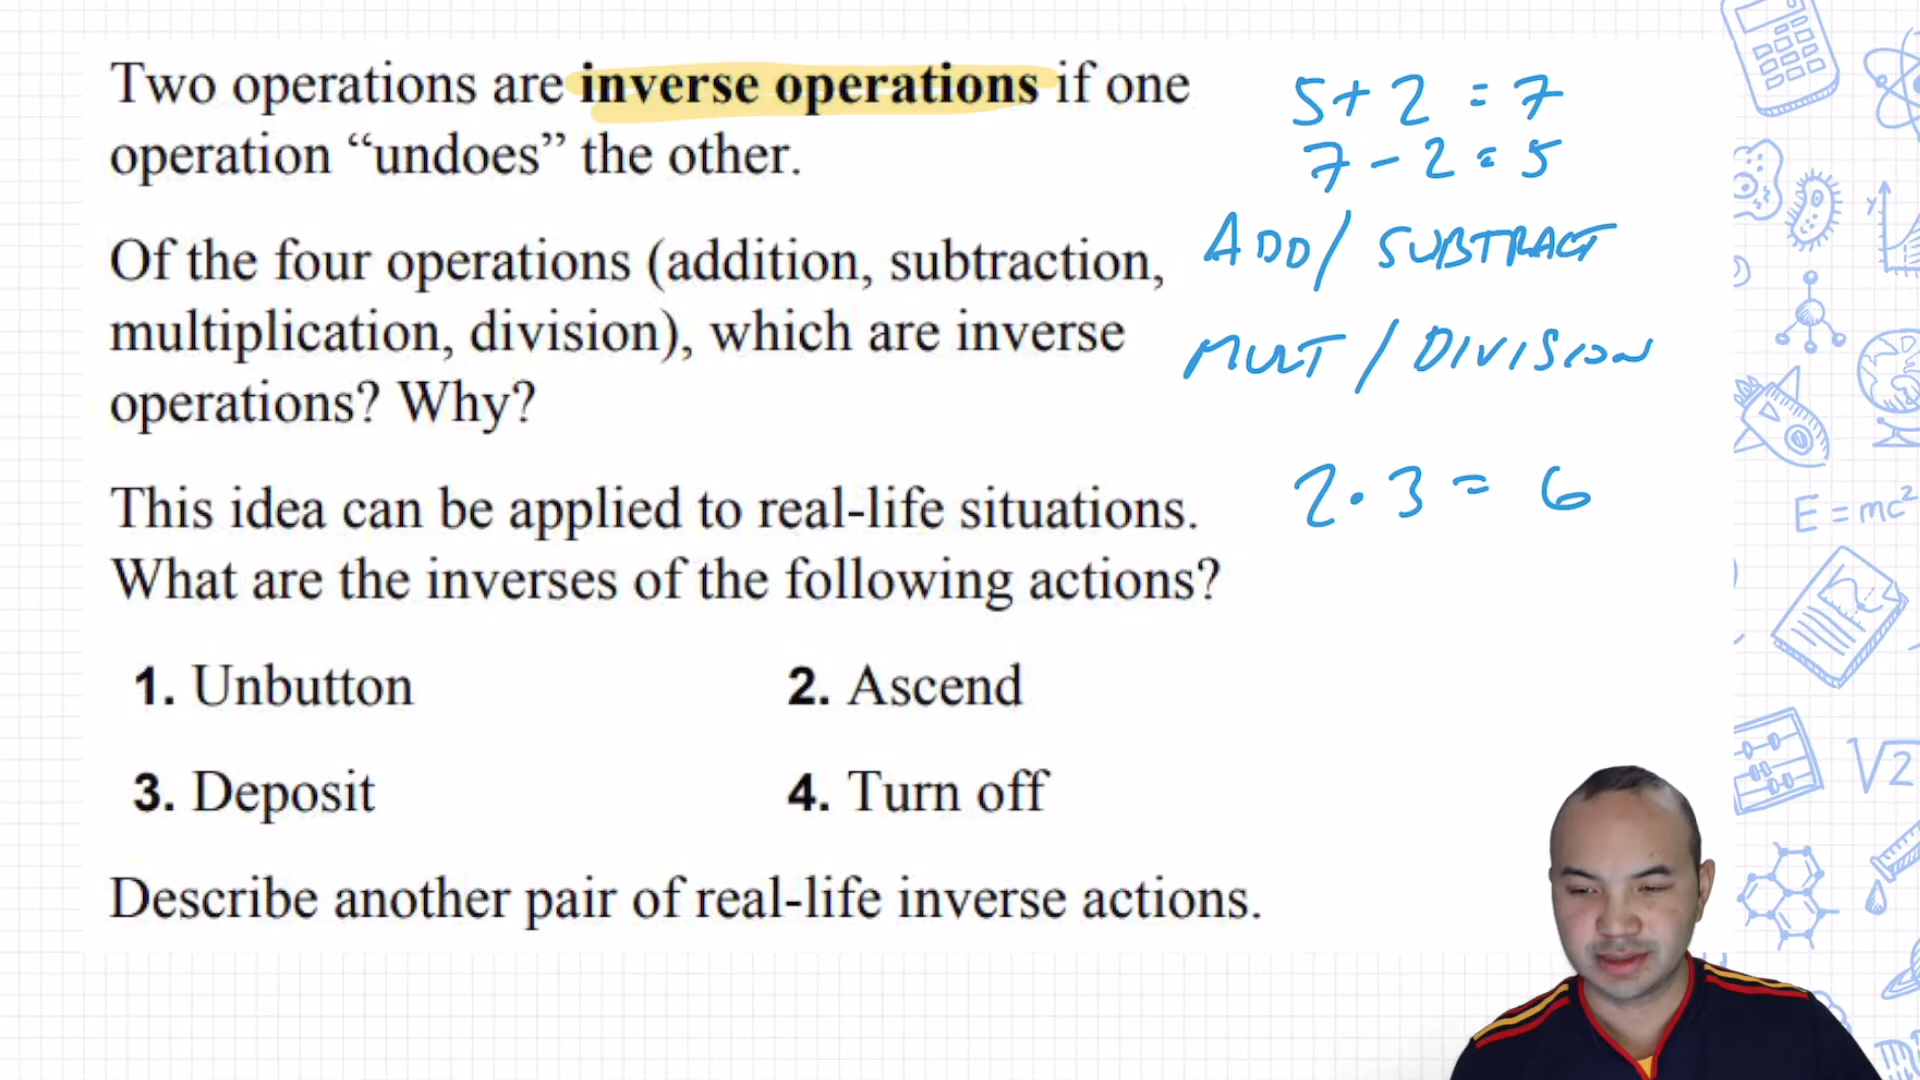 Two operations are inverse operations if one
operation “undoes” the other.
Of the four operations (addition, subtraction,
multiplication, division), which are inverse
operations? Why?
This idea can be applied to real-life situations.
What are the inverses of the following actions?
1. Unbutton
2. Ascend
3. Deposit
4. Turn off
Describe another pair of real-life inverse actions.
5 + 2 = 7
7 - 2 = 5
ADD / SUBTRACT
MULT / DIVISION
2 · 3 = 6
y
E = mc²
√2